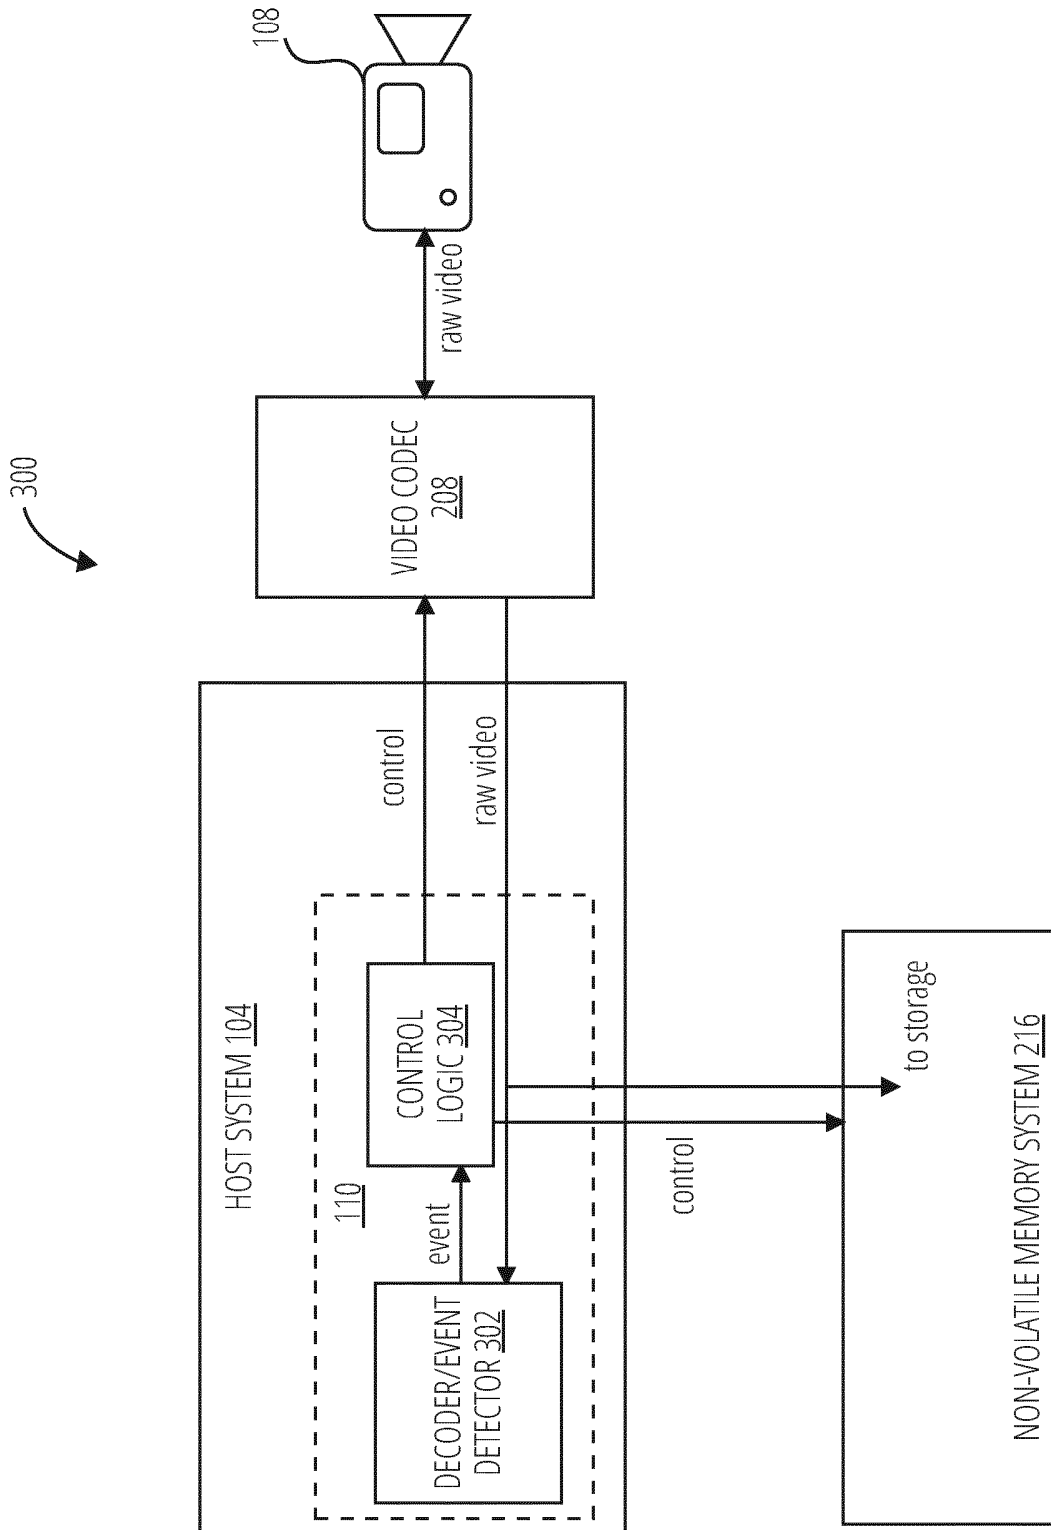 300
108
HOST SYSTEM 104
110
DECODER/EVENT
DETECTOR 302
event
CONTROL
LOGIC 304
control
raw video
VIDEO CODEC
208
raw video
control
to storage
NON-VOLATILE MEMORY SYSTEM 216